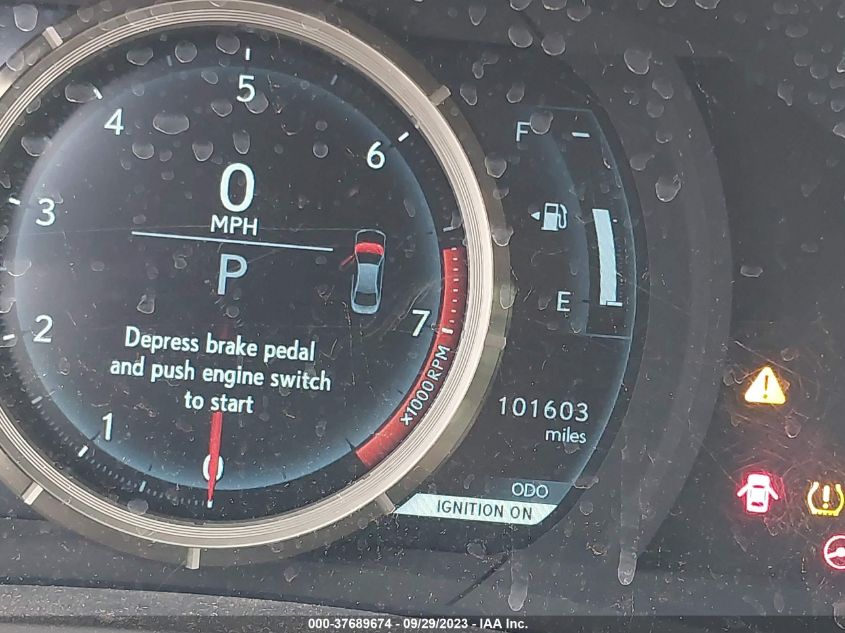 5
4
6
3
0
MPH
P
2
7
Depress brake pedal
and push engine switch
to start
1
0
x1000RPM
F
E
101603
miles
ODO
IGNITION ON
000-37689674 - 09/29/2023 - IAA Inc.